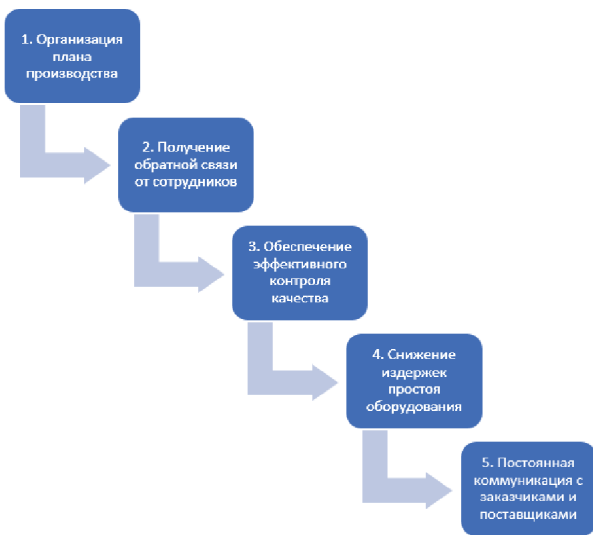 1. Организация
плана
производства
2. Получение
обратной связи
от сотрудников
3. Обеспечение
эффективного
контроля
качества
4. Снижение
издержек
простоя
оборудования
5. Постоянная
коммуникация с
заказчиками и
поставщиками